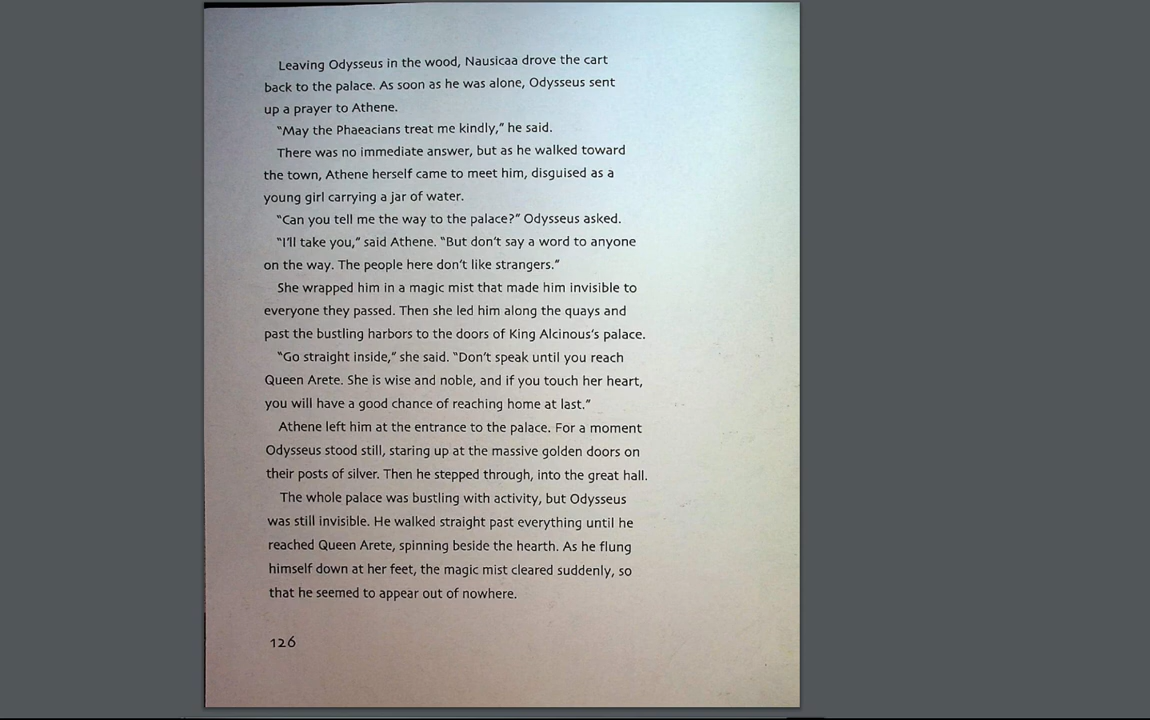 Leaving Odysseus in the wood, Nausicaa drove the cart
back to the palace. As soon as he was alone, Odysseus sent
up a prayer to Athene.
“May the Phaeacians treat me kindly,” he said.
There was no immediate answer, but as he walked toward
the town, Athene herself came to meet him, disguised as a
young girl carrying a jar of water.
“Can you tell me the way to the palace?” Odysseus asked.
“I’ll take you,” said Athene. “But don’t say a word to anyone
on the way. The people here don’t like strangers.”
She wrapped him in a magic mist that made him invisible to
everyone they passed. Then she led him along the quays and
past the bustling harbors to the doors of King Alcinous’s palace.
“Go straight inside,” she said. “Don’t speak until you reach
Queen Arete. She is wise and noble, and if you touch her heart,
you will have a good chance of reaching home at last.”
Athene left him at the entrance to the palace. For a moment
Odysseus stood still, staring up at the massive golden doors on
their posts of silver. Then he stepped through, into the great hall.
The whole palace was bustling with activity, but Odysseus
was still invisible. He walked straight past everything until he
reached Queen Arete, spinning beside the hearth. As he flung
himself down at her feet, the magic mist cleared suddenly, so
that he seemed to appear out of nowhere.
126